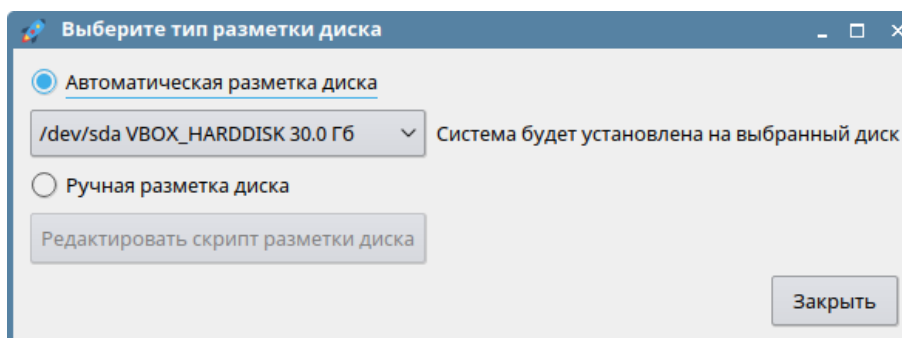 Выберите тип разметки диска
Автоматическая разметка диска
/dev/sda VBOX_HARDDISK 30.0 Гб Система будет установлена на выбранный диск
Ручная разметка диска
Редактировать скрипт разметки диска
Закрыть